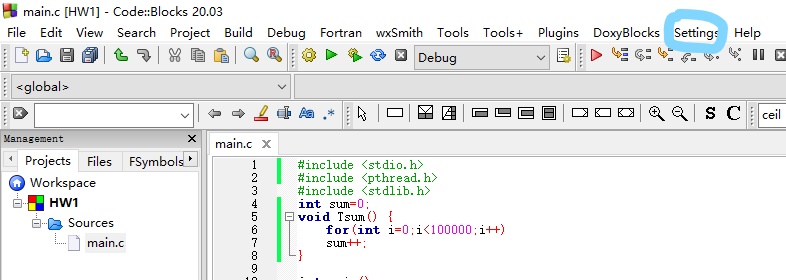 main.c [HW1] - Code::Blocks 20.03
File Edit View Search Project Build Debug Fortran wxSmith Tools Tools+ Plugins DoxyBlocks Settings Help
Debug
<global>
Aa .* S C ceil
Management
Projects Files FSymbols
Workspace
HW1
Sources
main.c
main.c
1 #include <stdio.h>
2 #include <pthread.h>
3 #include <stdlib.h>
4 int sum=0;
5 void Tsum() {
6 for(int i=0;i<100000;i++)
7 sum++;
8 }
9